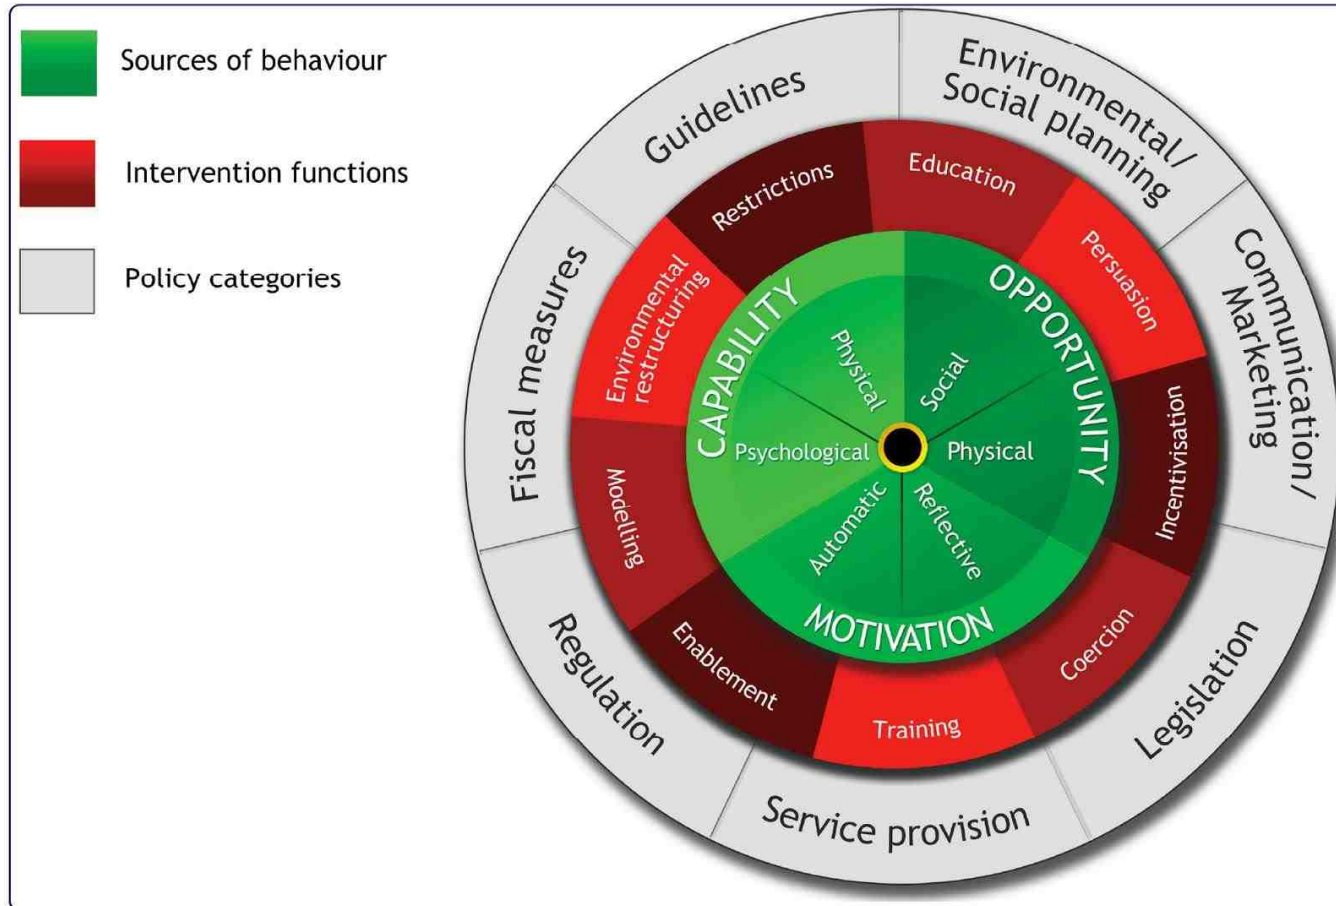 Sources of behaviour
Intervention functions
Policy categories
Guidelines
Environmental/
Social planning
Communication/
Marketing
Legislation
Service provision
Regulation
Fiscal measures
Restrictions
Education
Persuasion
Incentivisation
Coercion
Training
Enablement
Modelling
Environmental
restructuring
CAPABILITY
OPPORTUNITY
MOTIVATION
Physical
Social
Psychological
Physical
Automatic
Reflective